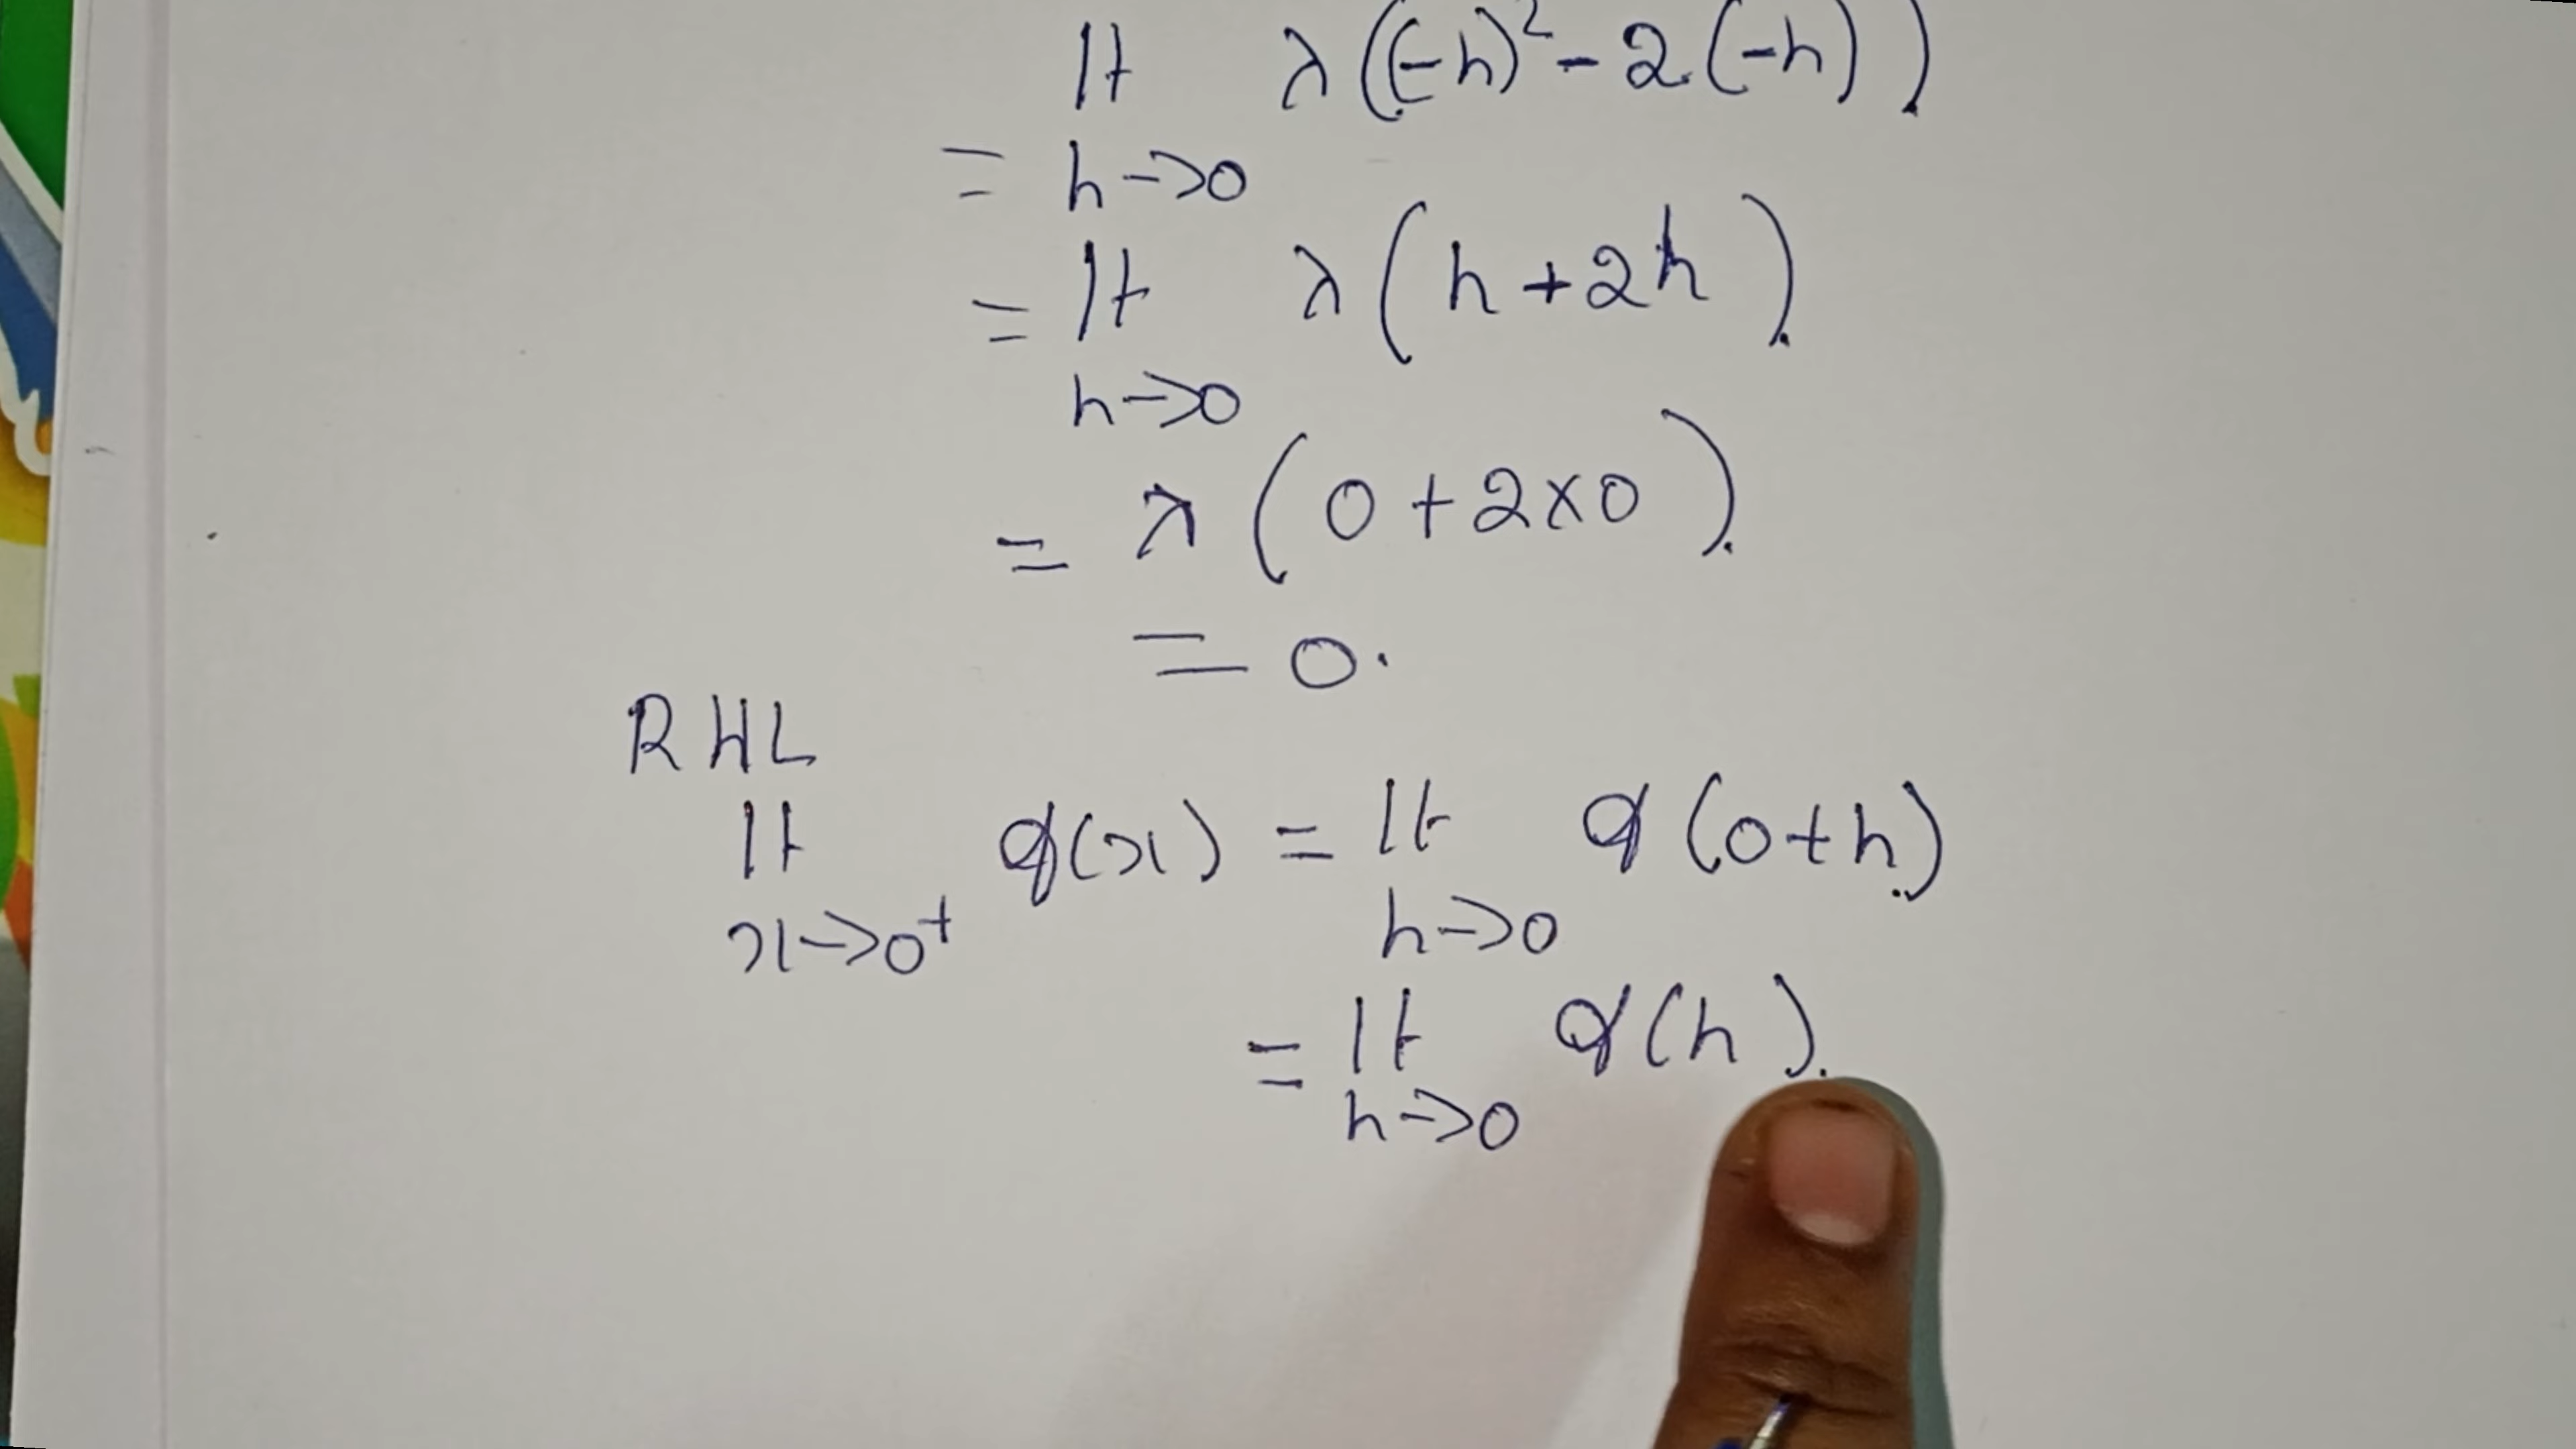 lt λ((-h)² - 2(-h))
= h->0
= lt λ(h+2h)
h->0
= λ(0+2×0)
= 0.
RHL
lt f(x) = lt f(0+h)
x->0⁺ h->0
= lt f(h)
h->0